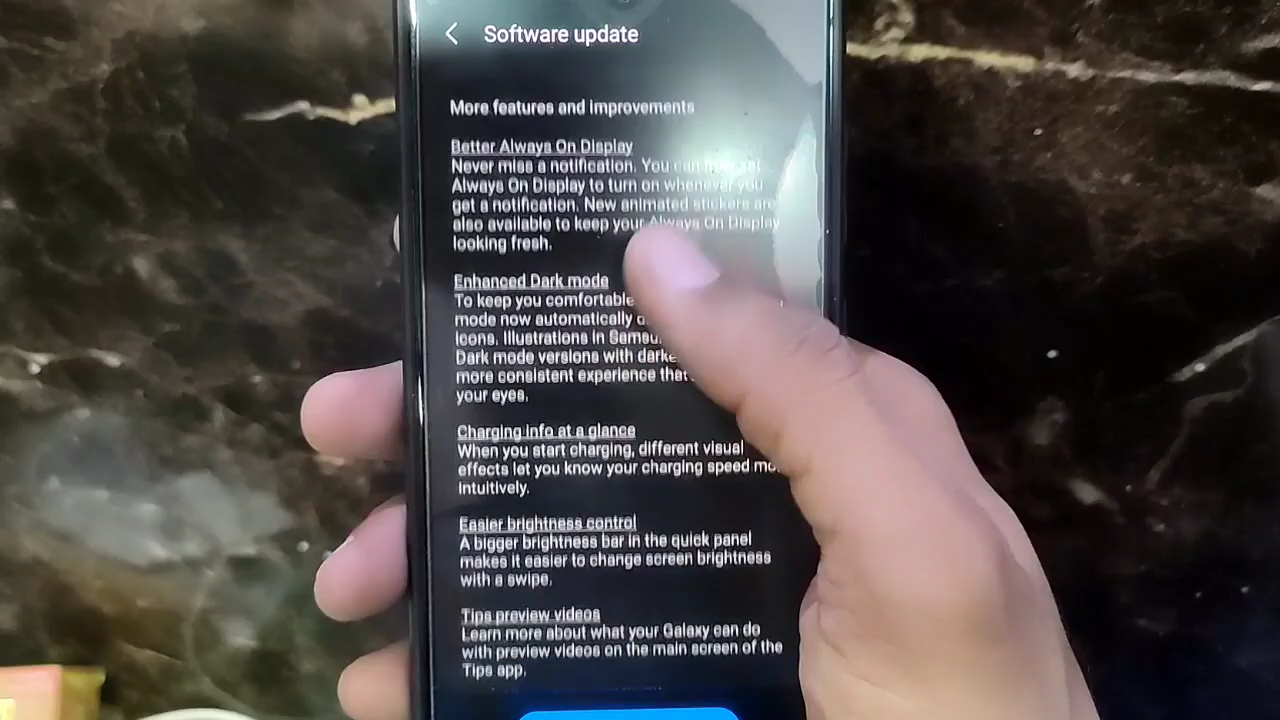 Software update
More features and improvements
Better Always On Display
Never miss a notification. You can
Always On Display to turn on whenever you
get a notification. New animated stickers are
also available to keep your Always On Display
looking fresh.
Enhanced Dark mode
To keep you comfortable
mode now automatically
icons. Illustrations in
Dark mode versions with
more consistent experience
your eyes.
Charging info at a glance
When you start charging, different visual
effects let you know your charging speed
intuitively.
Easier brightness control
A bigger brightness bar in the quick panel
makes it easier to change screen brightness
with a swipe.
Tips preview videos
Learn more about what your Galaxy can do
with preview videos on the main screen of the
Tips app.